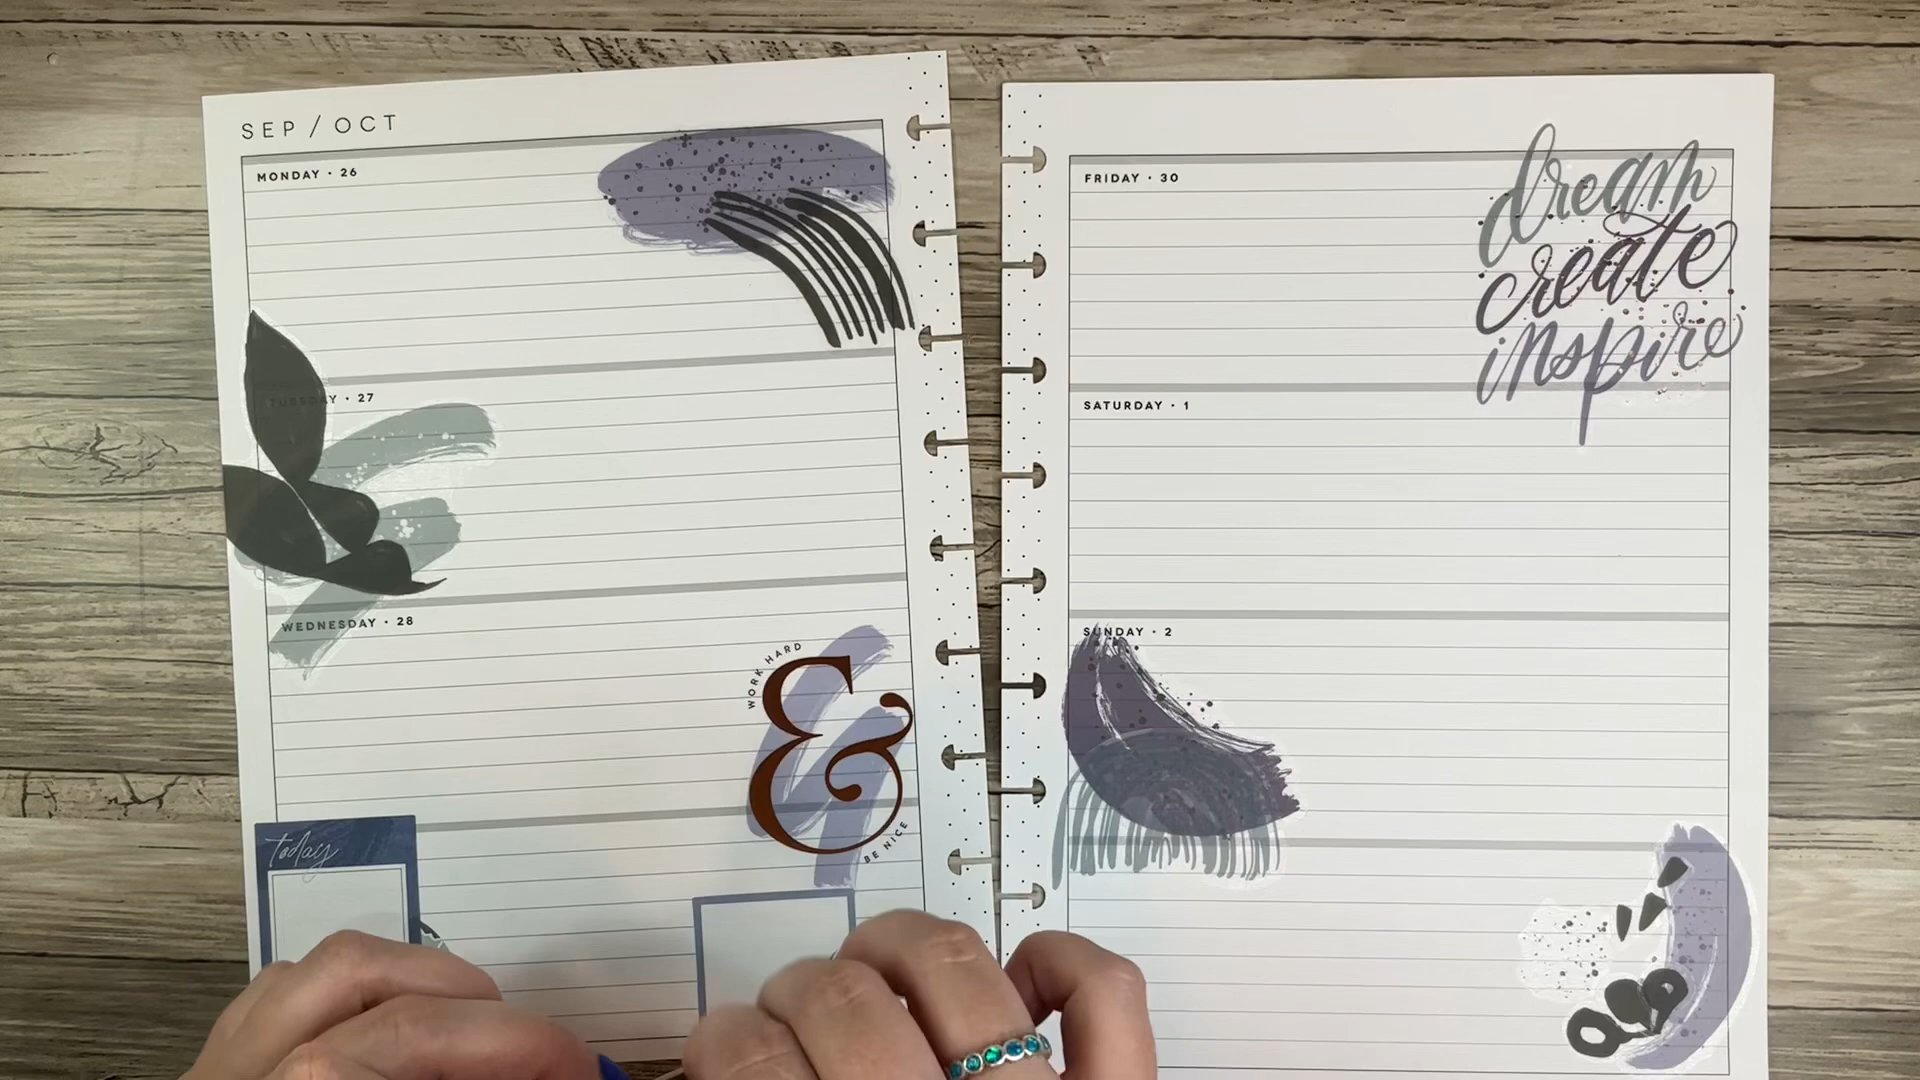 SEP / OCT
MONDAY · 26
TUESDAY · 27
WEDNESDAY · 28
WORK HARD
&
BE NICE
today
FRIDAY · 30
dream
create
inspire
SATURDAY · 1
SUNDAY · 2